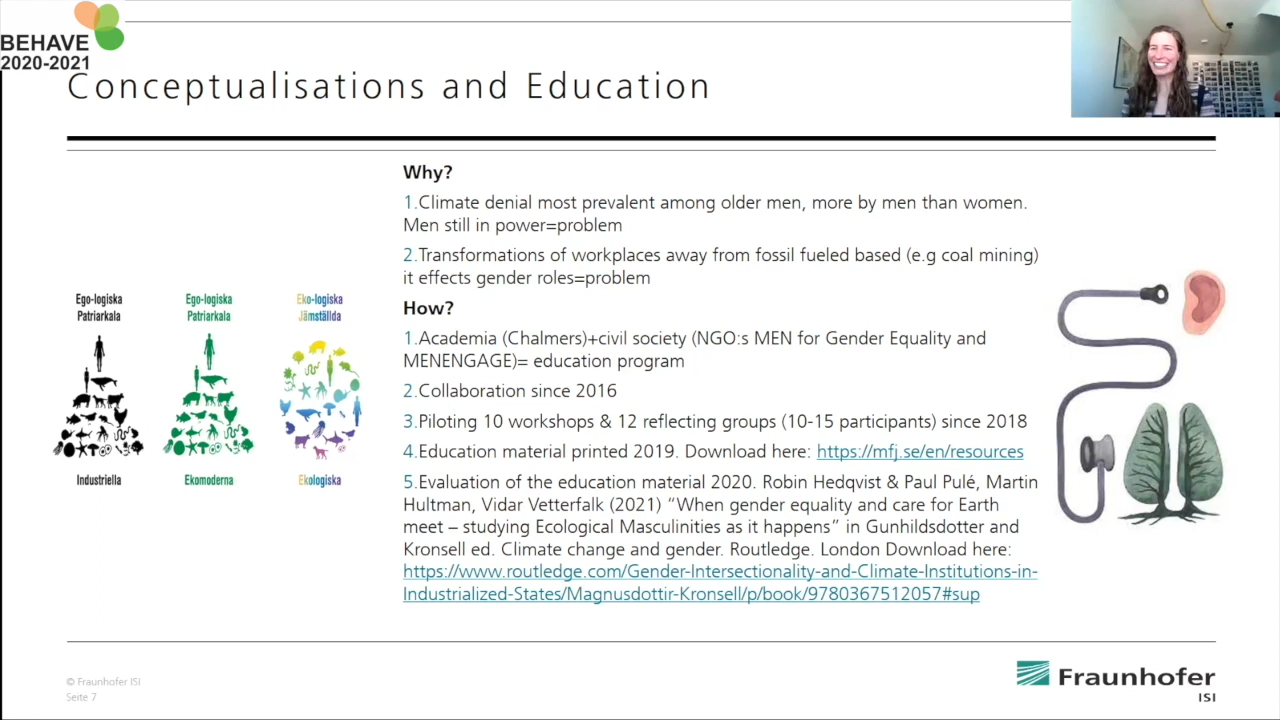 BEHAVE
2020-2021
Conceptualisations and Education
Why?
1.Climate denial most prevalent among older men, more by men than women.
Men still in power=problem
2.Transformations of workplaces away from fossil fueled based (e.g coal mining)
it effects gender roles=problem
How?
1.Academia (Chalmers)+civil society (NGO:s MEN for Gender Equality and
MENENGAGE)= education program
2.Collaboration since 2016
3.Piloting 10 workshops & 12 reflecting groups (10-15 participants) since 2018
4.Education material printed 2019. Download here: https://mfj.se/en/resources
5.Evaluation of the education material 2020. Robin Hedqvist & Paul Pulé, Martin
Hultman, Vidar Vetterfalk (2021) “When gender equality and care for Earth
meet – studying Ecological Masculinities as it happens” in Gunhildsdotter and
Kronsell ed. Climate change and gender. Routledge. London Download here:
https://www.routledge.com/Gender-Intersectionality-and-Climate-Institutions-in-
Industrialized-States/Magnusdottir-Kronsell/p/book/9780367512057#sup
Ego-logiska
Patriarkala
Industriella
Ego-logiska
Patriarkala
Ekomoderna
Eko-logiska
Jämställda
Ekologiska
© Fraunhofer ISI
Seite 7
Fraunhofer
ISI